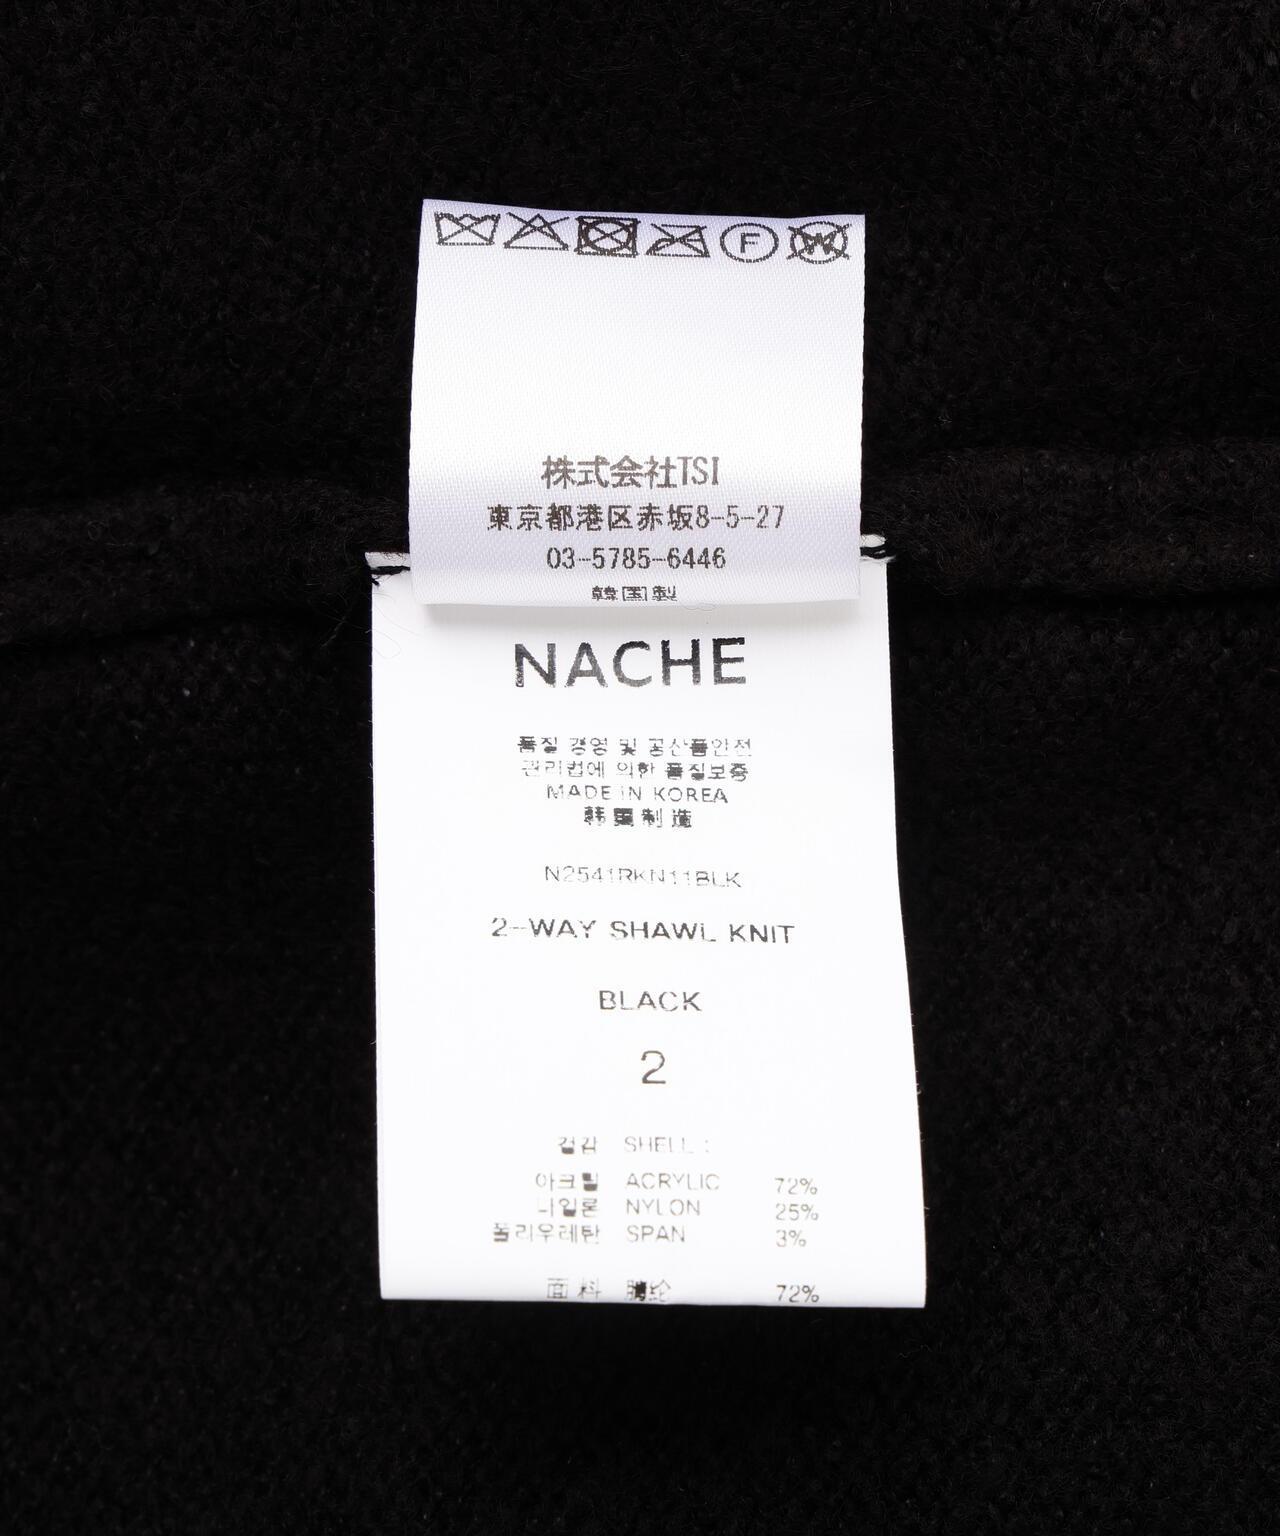 F
W
株式会社TSI
東京都港区赤坂8-5-27
03-5785-6446
韓国製
NACHE
품질 경영 및 공산품안전
관리법에 의한 품질보증
MADE IN KOREA
韩国制造
N2541RKN11BLK
2-WAY SHAWL KNIT
BLACK
2
겉감 SHELL :
아크릴 ACRYLIC 72%
나일론 NYLON 25%
폴리우레탄 SPAN 3%
面料 腈纶 72%